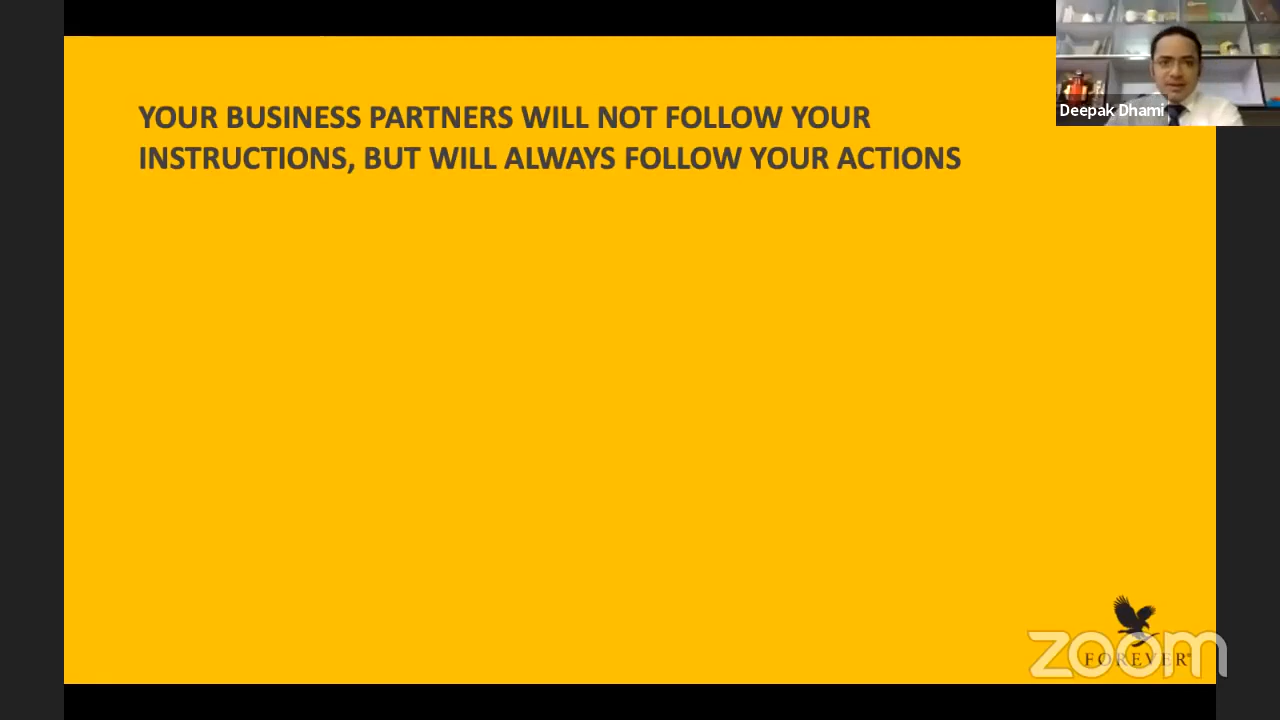 YOUR BUSINESS PARTNERS WILL NOT FOLLOW YOUR
INSTRUCTIONS, BUT WILL ALWAYS FOLLOW YOUR ACTIONS
Deepak Dhami
zoom
FOREVER®